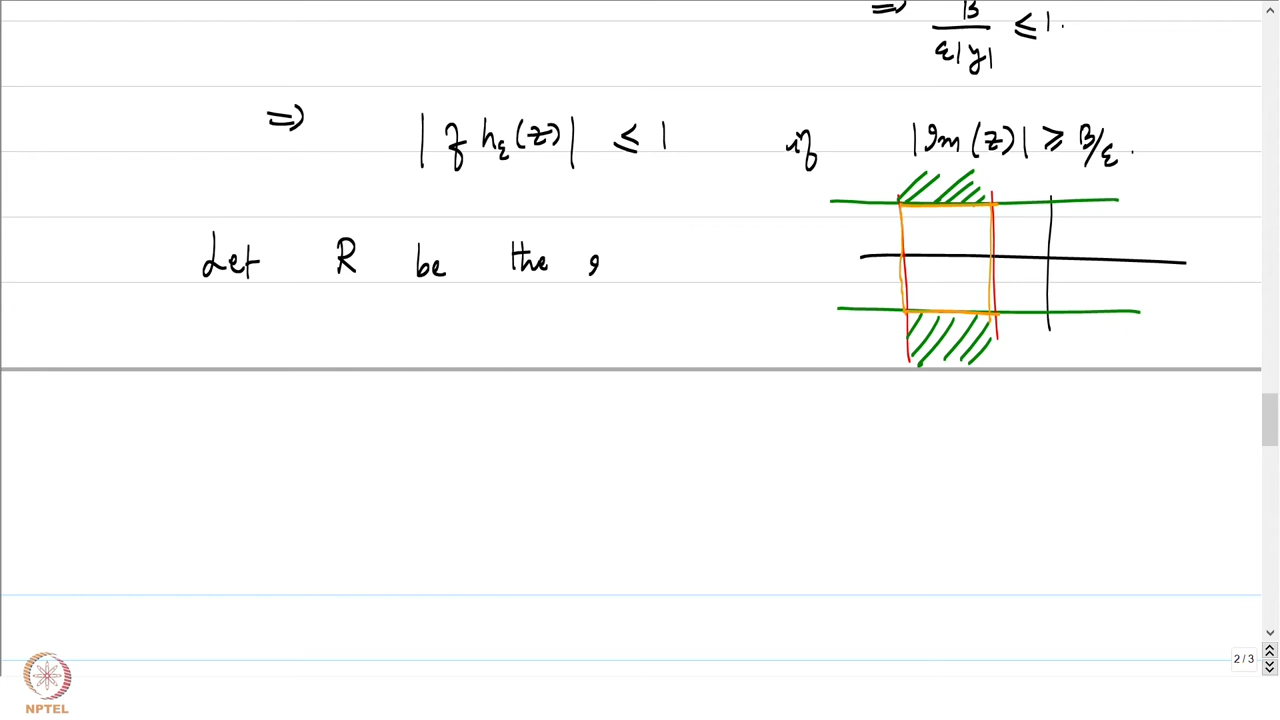 ⇒ B/ε|y| ≤ 1.
⇒ |f hε(z)| ≤ 1 if |Im(z)| ≥ B/ε.
Let R be the
2 / 3
NPTEL